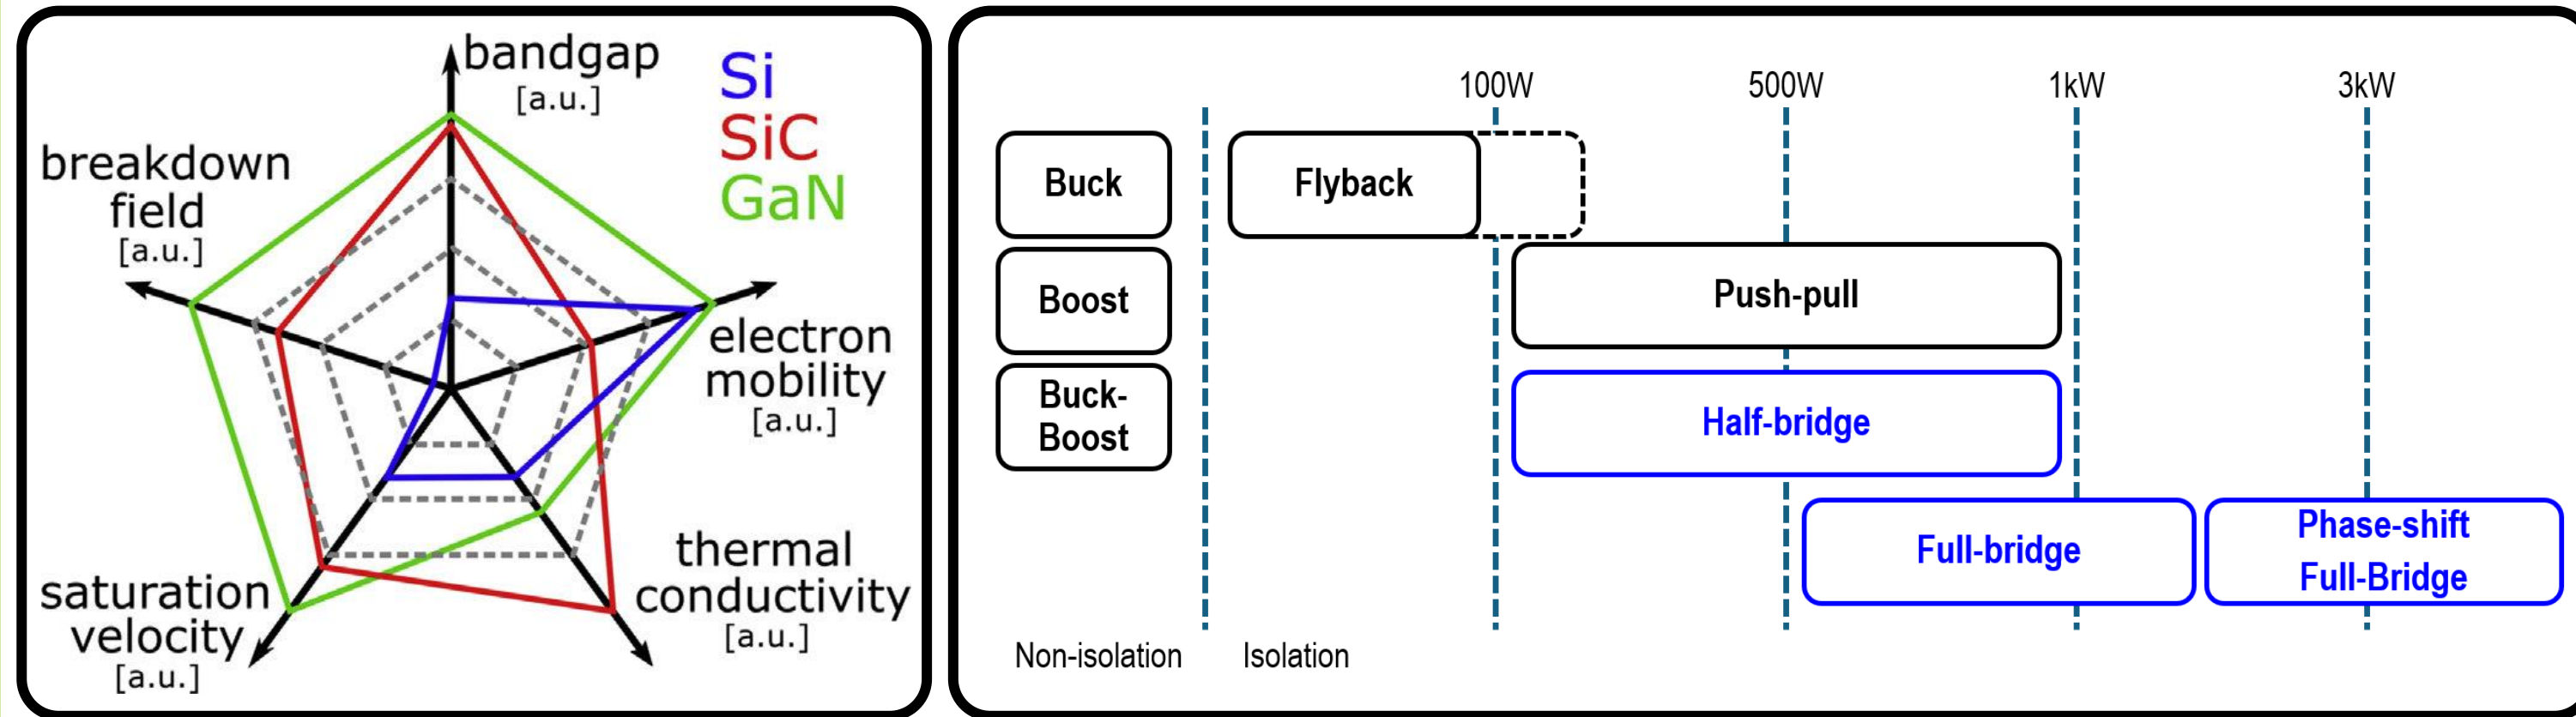 bandgap
[a.u.]
Si
SiC
GaN
breakdown
field
[a.u.]
electron
mobility
[a.u.]
thermal
conductivity
[a.u.]
saturation
velocity
[a.u.]
100W
500W
1kW
3kW
Buck
Flyback
Boost
Push-pull
Buck-
Boost
Half-bridge
Full-bridge
Phase-shift
Full-Bridge
Non-isolation
Isolation